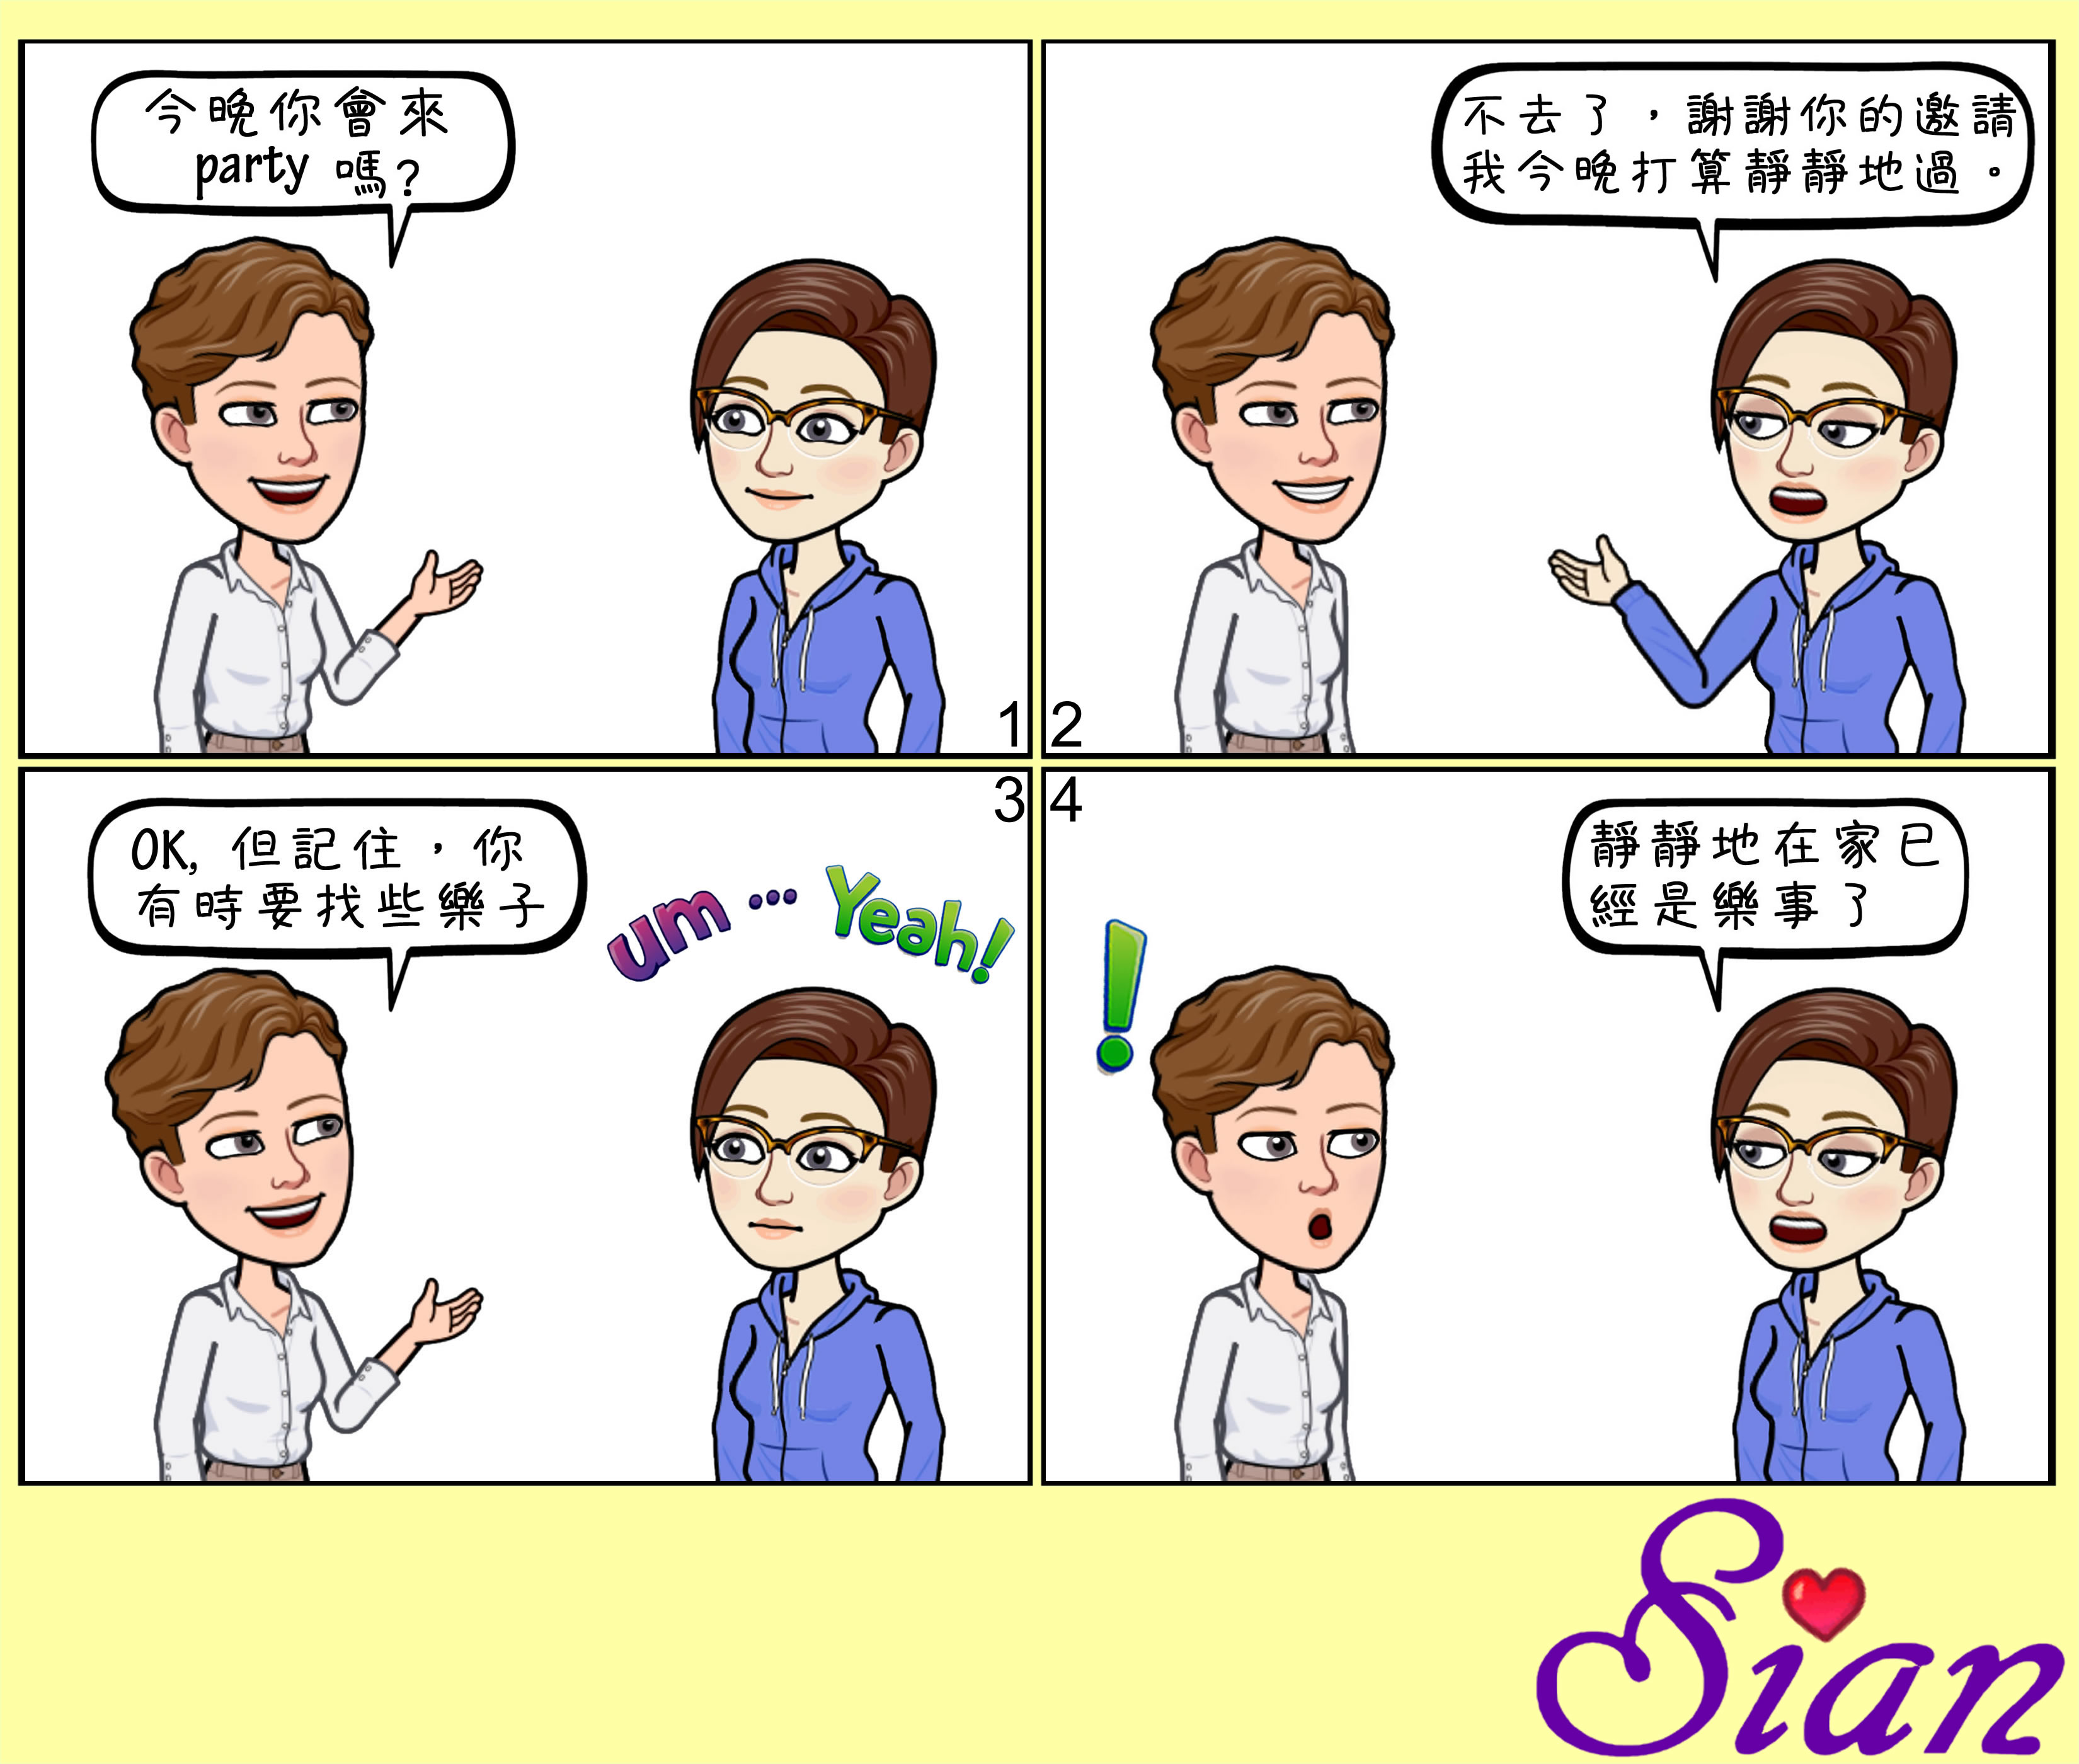 今晚你會來
party 嗎?
1
不去了，謝謝你的邀請
我今晚打算靜靜地過。
2
OK, 但記住，你
有時要找些樂子
um ... Yeah!
3
4
靜靜地在家已
經是樂事了
!
Sian